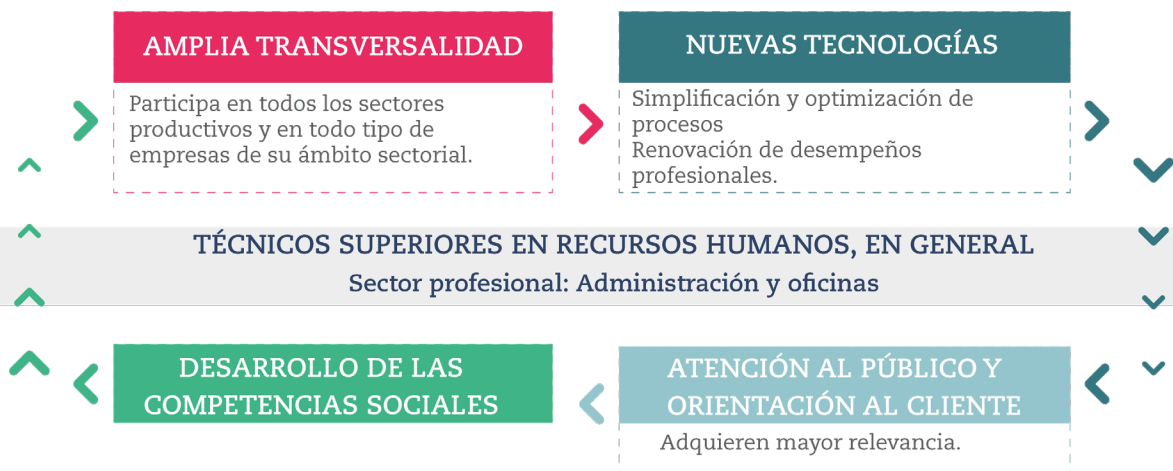 AMPLIA TRANSVERSALIDAD
Participa en todos los sectores
productivos y en todo tipo de
empresas de su ámbito sectorial.
NUEVAS TECNOLOGÍAS
Simplificación y optimización de
procesos
Renovación de desempeños
profesionales.
TÉCNICOS SUPERIORES EN RECURSOS HUMANOS, EN GENERAL
Sector profesional: Administración y oficinas
DESARROLLO DE LAS
COMPETENCIAS SOCIALES
ATENCIÓN AL PÚBLICO Y
ORIENTACIÓN AL CLIENTE
Adquieren mayor relevancia.